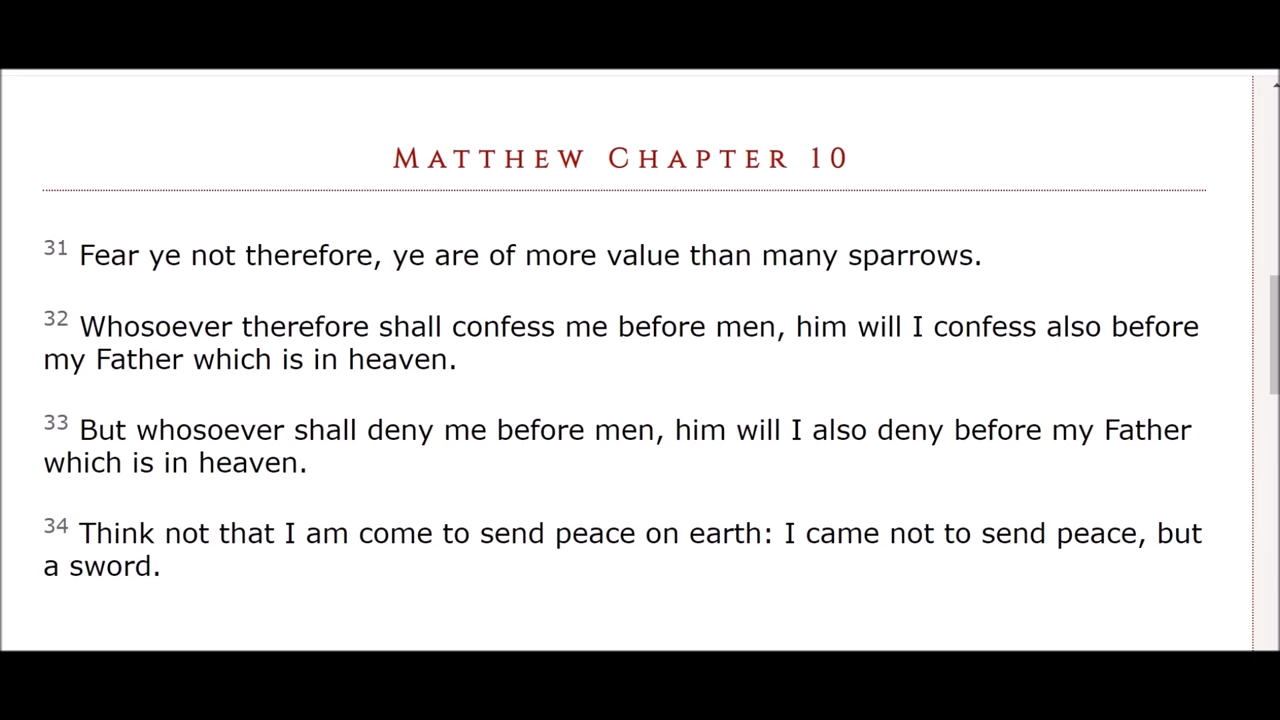 Matthew Chapter 10
31 Fear ye not therefore, ye are of more value than many sparrows.
32 Whosoever therefore shall confess me before men, him will I confess also before
my Father which is in heaven.
33 But whosoever shall deny me before men, him will I also deny before my Father
which is in heaven.
34 Think not that I am come to send peace on earth: I came not to send peace, but
a sword.